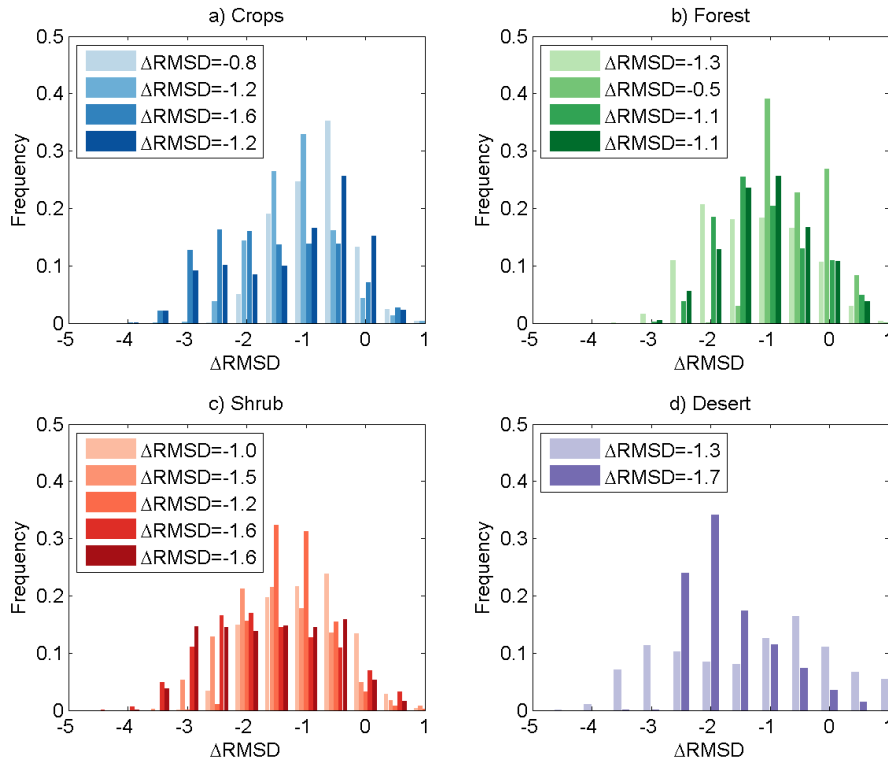 a) Crops
0.5
0.4
0.3
0.2
0.1
0
Frequency
ΔRMSD=-0.8
ΔRMSD=-1.2
ΔRMSD=-1.6
ΔRMSD=-1.2
-5 -4 -3 -2 -1 0 1
ΔRMSD
b) Forest
0.5
0.4
0.3
0.2
0.1
0
Frequency
ΔRMSD=-1.3
ΔRMSD=-0.5
ΔRMSD=-1.1
ΔRMSD=-1.1
-5 -4 -3 -2 -1 0 1
ΔRMSD
c) Shrub
0.5
0.4
0.3
0.2
0.1
0
Frequency
ΔRMSD=-1.0
ΔRMSD=-1.5
ΔRMSD=-1.2
ΔRMSD=-1.6
ΔRMSD=-1.6
-5 -4 -3 -2 -1 0 1
ΔRMSD
d) Desert
0.5
0.4
0.3
0.2
0.1
0
Frequency
ΔRMSD=-1.3
ΔRMSD=-1.7
-5 -4 -3 -2 -1 0 1
ΔRMSD